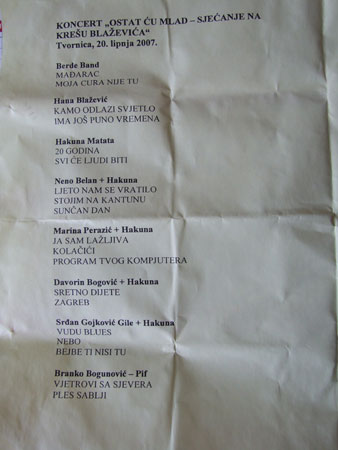 KONCERT „OSTAT ĆU MLAD – SJEĆANJE NA
KREŠU BLAŽEVIĆA“
Tvornica, 20. lipnja 2007.
Berde Band
MAĐARAC
MOJA CURA NIJE TU
Hana Blažević
KAMO ODLAZI SVJETLO
IMA JOŠ PUNO VREMENA
Hakuna Matata
20 GODINA
SVI ĆE LJUDI BITI
Neno Belan + Hakuna
LJETO NAM SE VRATILO
STOJIM NA KANTUNU
SUNČAN DAN
Marina Perazić + Hakuna
JA SAM LAŽLJIVA
KOLAČIĆI
PROGRAM TVOG KOMPJUTERA
Davorin Bogović + Hakuna
SRETNO DIJETE
ZAGREB
Srđan Gojković Gile + Hakuna
VUDU BLUES
NEBO
BEJBE TI NISI TU
Branko Bogunović – Pif
VJETROVI SA SJEVERA
PLES SABLJI